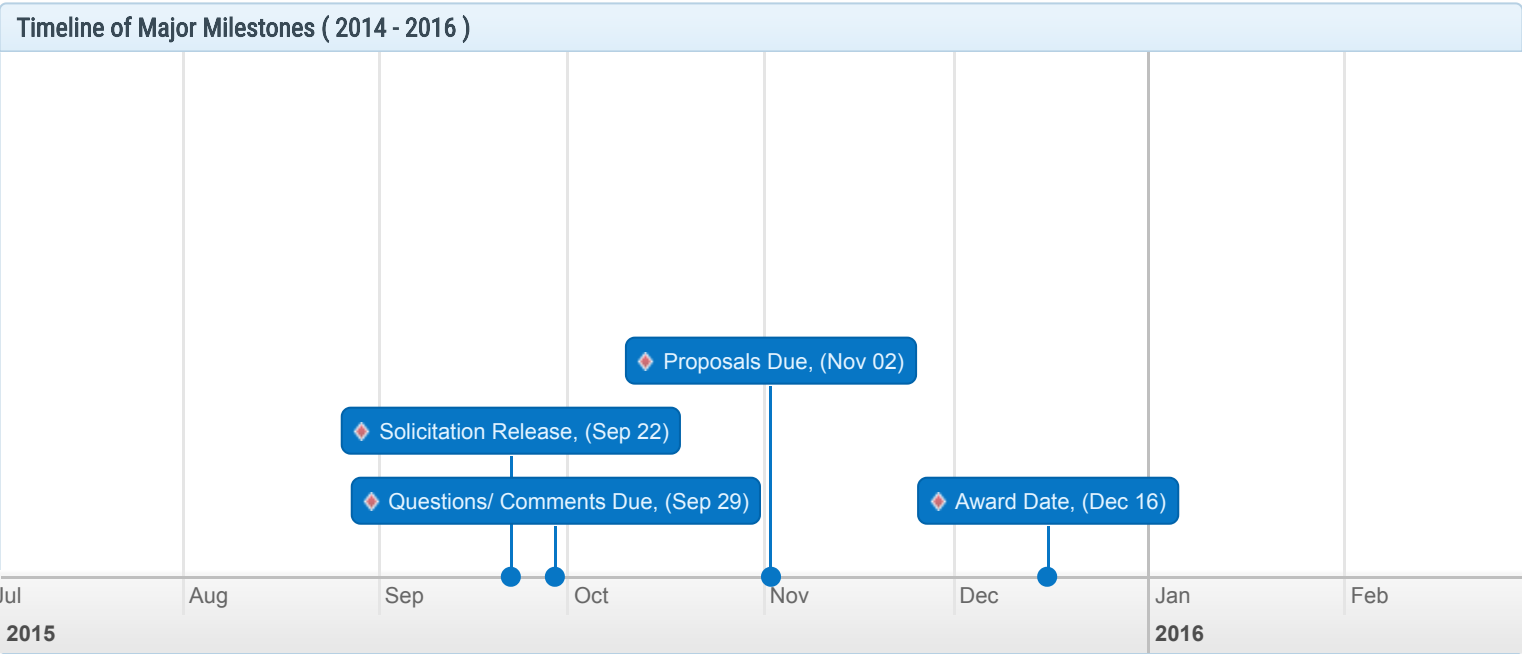 Timeline of Major Milestones ( 2014 - 2016 )
Proposals Due, (Nov 02)
Solicitation Release, (Sep 22)
Questions/ Comments Due, (Sep 29)
Award Date, (Dec 16)
Jul Aug Sep Oct Nov Dec Jan Feb
2015 2016